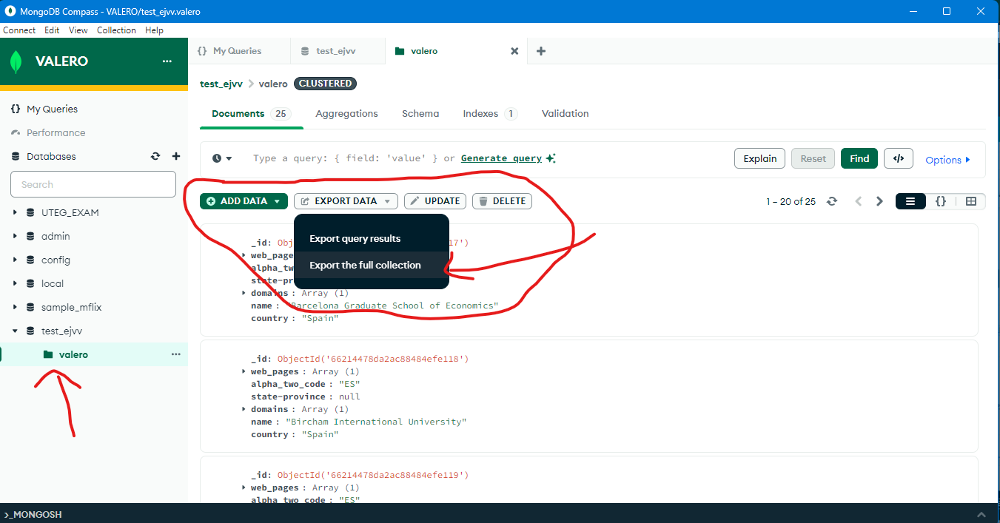 MongoDB Compass - VALERO/test_ejvv.valero
Connect Edit View Collection Help
VALERO
My Queries
Performance
Databases
Search
UTEG_EXAM
admin
config
local
sample_mflix
test_ejvv
valero
{} My Queries test_ejvv valero
test_ejvv > valero CLUSTERED
Documents 25 Aggregations Schema Indexes 1 Validation
Type a query: { field: 'value' } or Generate query
Explain Reset Find </> Options
ADD DATA EXPORT DATA UPDATE DELETE
1 – 20 of 25
Export query results
Export the full collection
_id: Obj 17')
web_page
alpha_tw
state-pr
domains : Array (1)
name : "Barcelona Graduate School of Economics"
country : "Spain"
_id: ObjectId('66214478da2ac88484efe118')
web_pages : Array (1)
alpha_two_code : "ES"
state-province : null
domains : Array (1)
name : "Bircham International University"
country : "Spain"
_id: ObjectId('66214478da2ac88484efe119')
web_pages : Array (1)
alpha_two_code : "ES"
>_MONGOSH